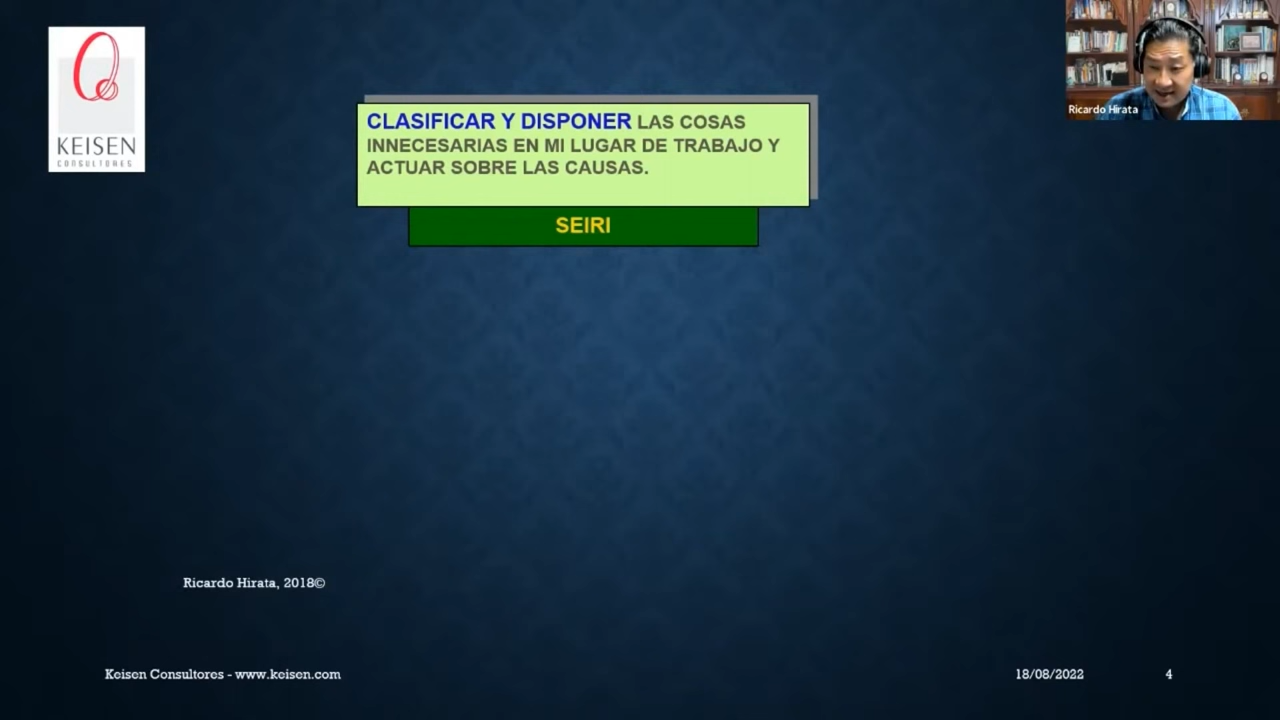 KEISEN
CONSULTORES
Ricardo Hirata
CLASIFICAR Y DISPONER LAS COSAS
INNECESARIAS EN MI LUGAR DE TRABAJO Y
ACTUAR SOBRE LAS CAUSAS.
SEIRI
Ricardo Hirata, 2018©
Keisen Consultores - www.keisen.com
18/08/2022
4